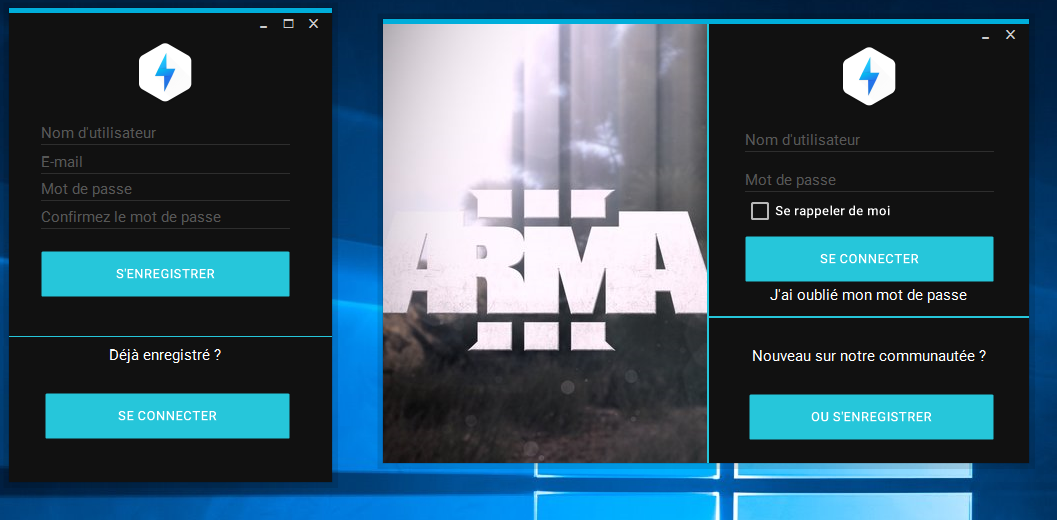 Nom d'utilisateur
E-mail
Mot de passe
Confirmez le mot de passe
S'ENREGISTRER
Déjà enregistré ?
SE CONNECTER
III
ARMA
III
Nom d'utilisateur
Mot de passe
Se rappeler de moi
SE CONNECTER
J'ai oublié mon mot de passe
Nouveau sur notre communautée ?
OU S'ENREGISTRER